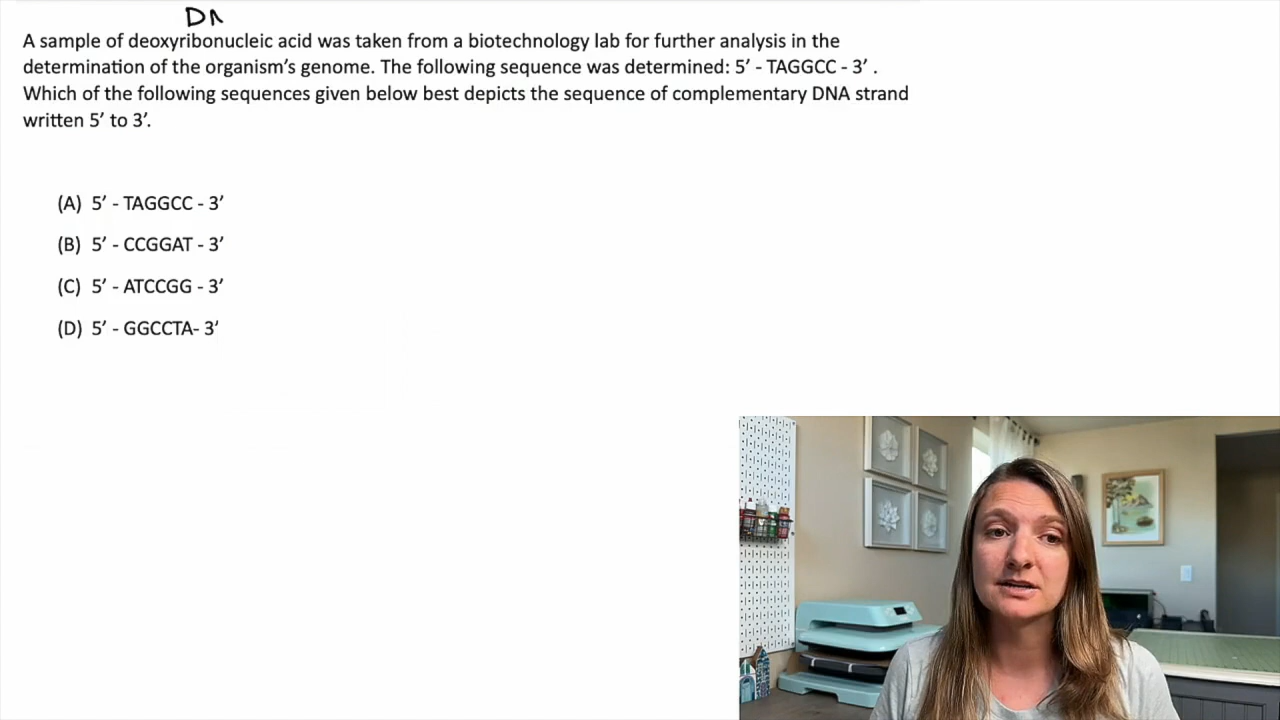 DN
A sample of deoxyribonucleic acid was taken from a biotechnology lab for further analysis in the
determination of the organism’s genome. The following sequence was determined: 5’ - TAGGCC - 3’ .
Which of the following sequences given below best depicts the sequence of complementary DNA strand
written 5’ to 3’.
(A) 5’ - TAGGCC - 3’
(B) 5’ - CCGGAT - 3’
(C) 5’ - ATCCGG - 3’
(D) 5’ - GGCCTA- 3’